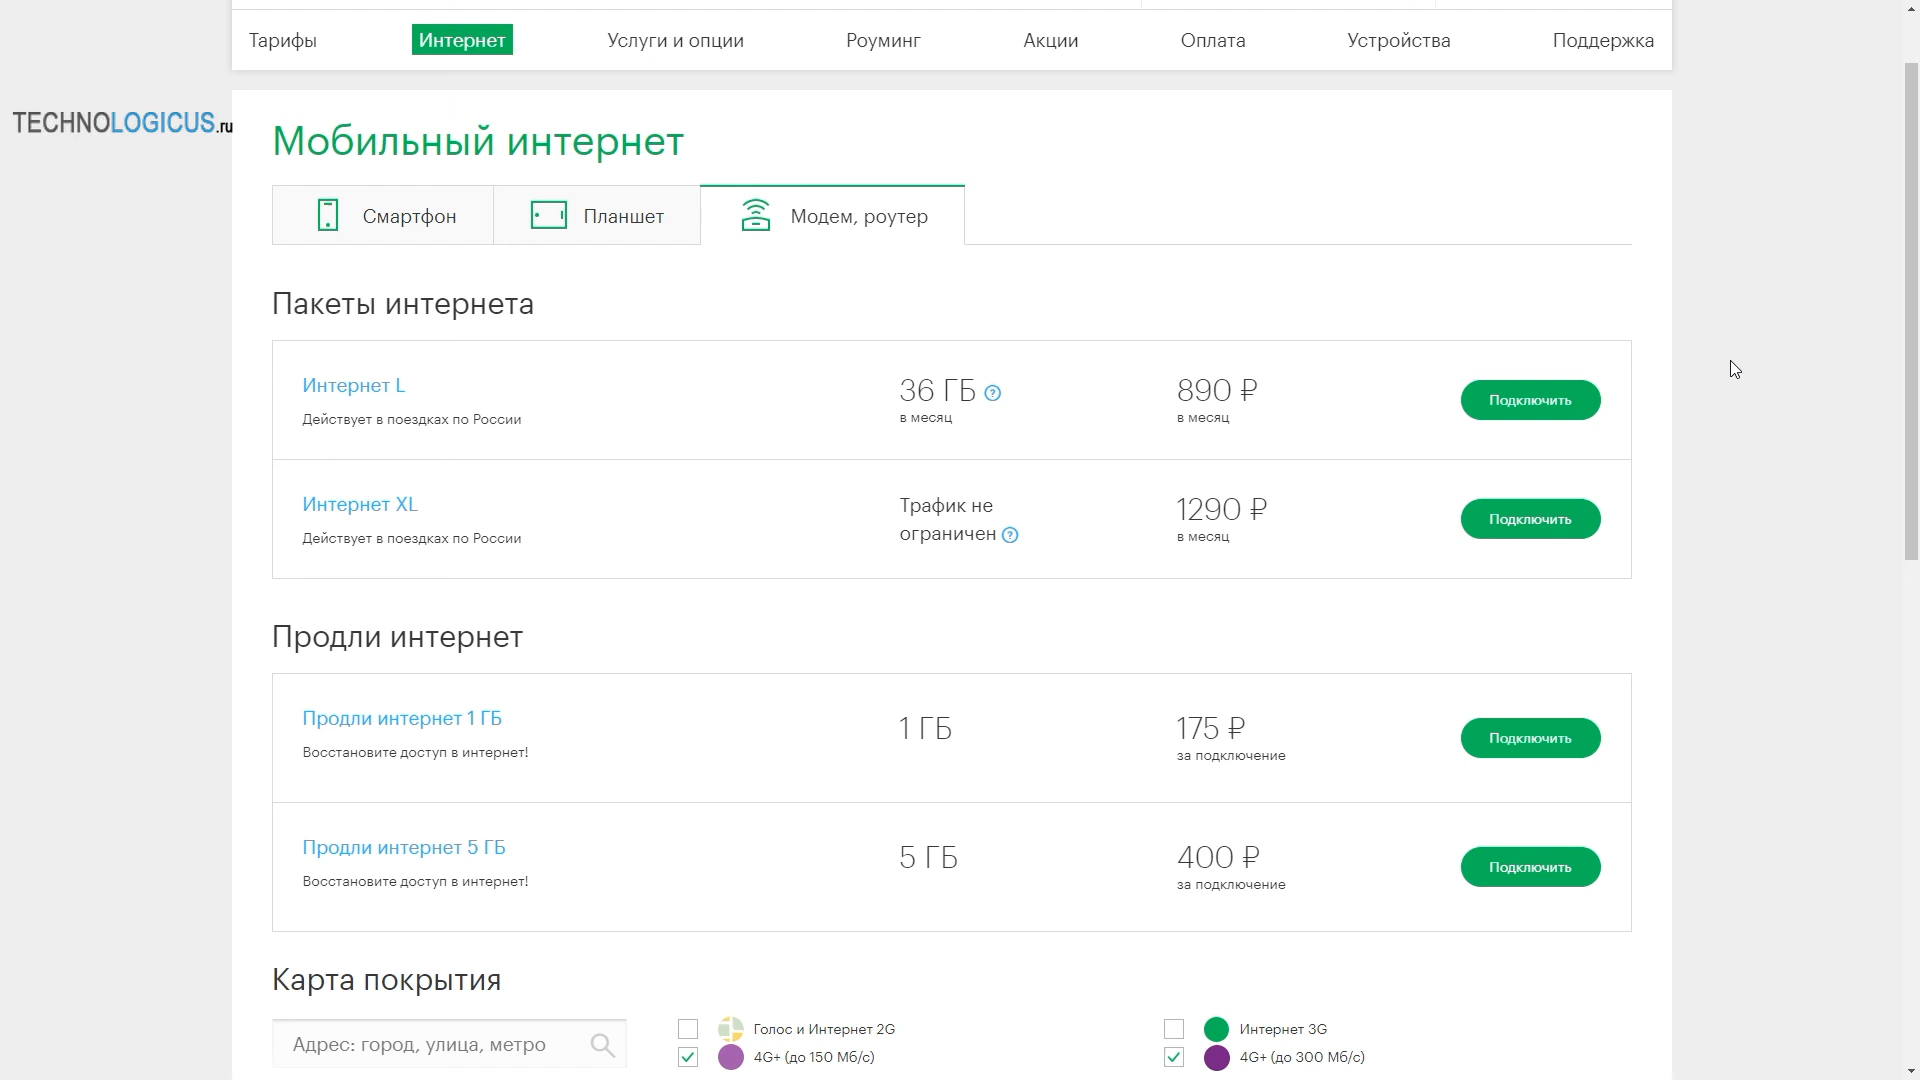 Тарифы
Интернет
Услуги и опции
Роуминг
Акции
Оплата
Устройства
Поддержка
TECHNOLOGICUS.ru
Мобильный интернет
Смартфон
Планшет
Модем, роутер
Пакеты интернета
Интернет L
Действует в поездках по России
36 ГБ ?
в месяц
890 ₽
в месяц
Подключить
Интернет XL
Действует в поездках по России
Трафик не
ограничен ?
1290 ₽
в месяц
Подключить
Продли интернет
Продли интернет 1 ГБ
Восстановите доступ в интернет!
1 ГБ
175 ₽
за подключение
Подключить
Продли интернет 5 ГБ
Восстановите доступ в интернет!
5 ГБ
400 ₽
за подключение
Подключить
Карта покрытия
Адрес: город, улица, метро
Голос и Интернет 2G
Интернет 3G
4G+ (до 150 Мб/с)
4G+ (до 300 Мб/с)